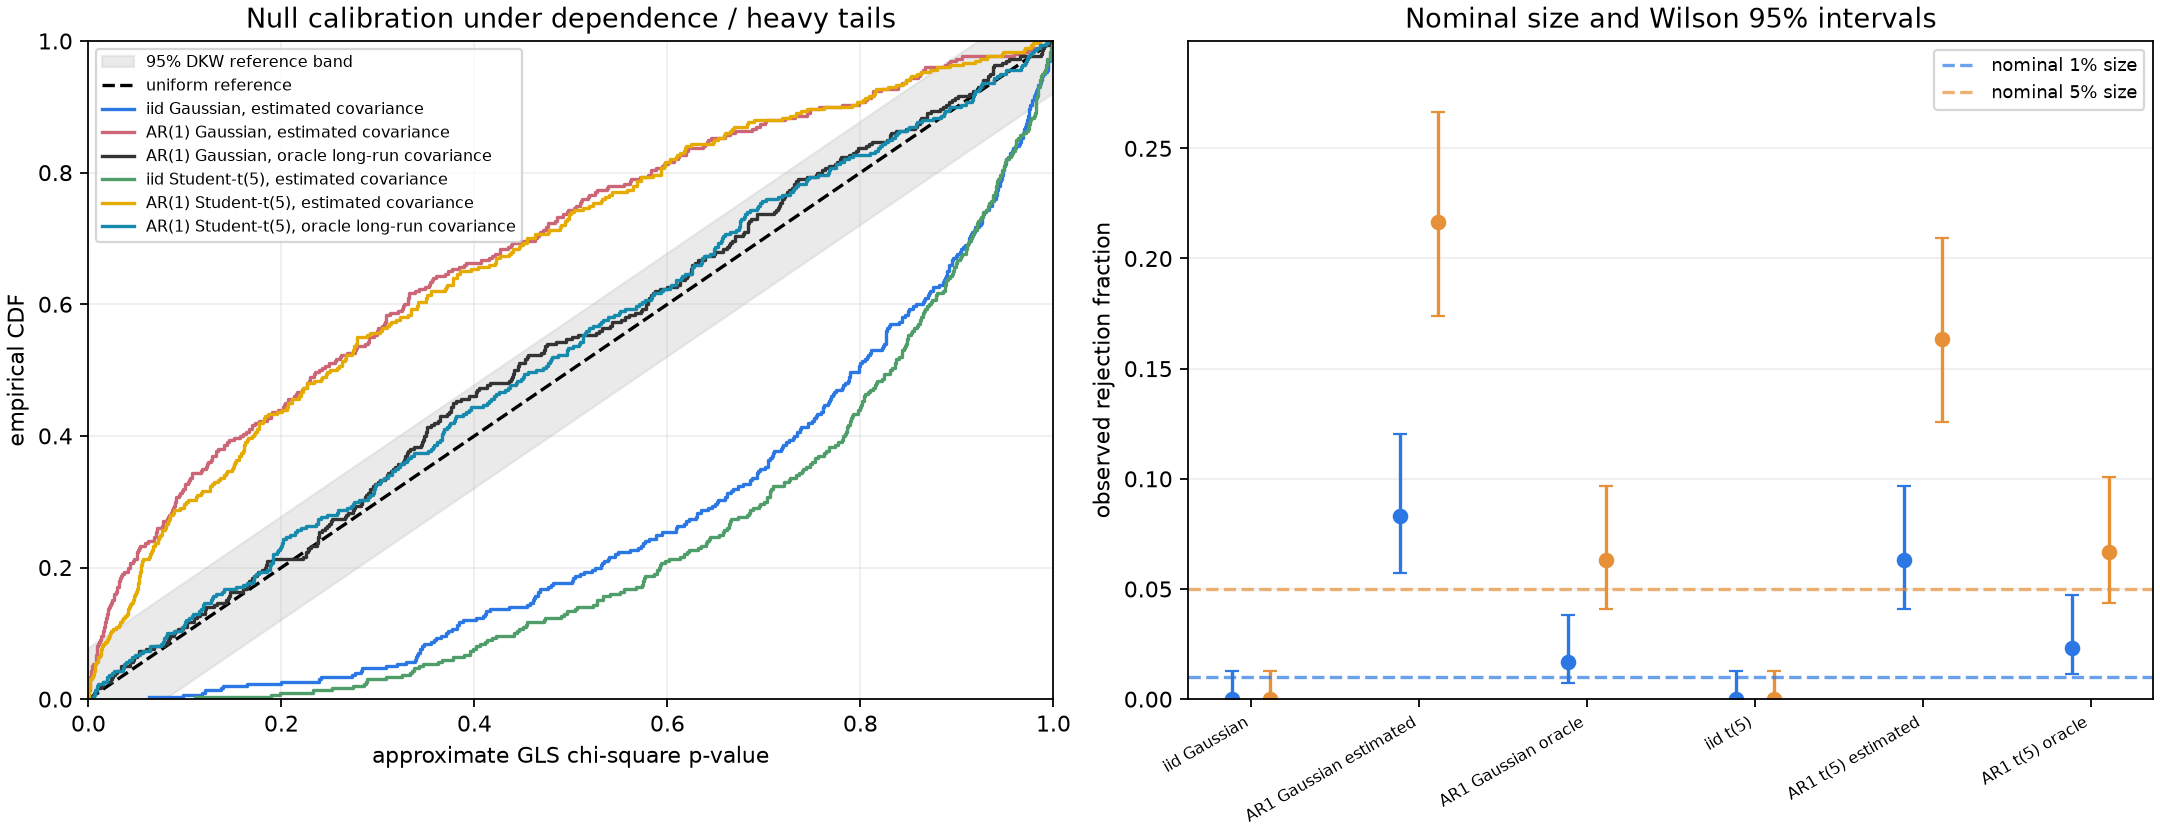 Null calibration under dependence / heavy tails
1.0
0.8
0.6
0.4
0.2
0.0
empirical CDF
95% DKW reference band
uniform reference
iid Gaussian, estimated covariance
AR(1) Gaussian, estimated covariance
AR(1) Gaussian, oracle long-run covariance
iid Student-t(5), estimated covariance
AR(1) Student-t(5), estimated covariance
AR(1) Student-t(5), oracle long-run covariance
0.0 0.2 0.4 0.6 0.8 1.0
approximate GLS chi-square p-value
Nominal size and Wilson 95% intervals
nominal 1% size
nominal 5% size
0.25
0.20
0.15
0.10
0.05
0.00
observed rejection fraction
iid Gaussian
AR1 Gaussian estimated
AR1 Gaussian oracle
iid t(5)
AR1 t(5) estimated
AR1 t(5) oracle